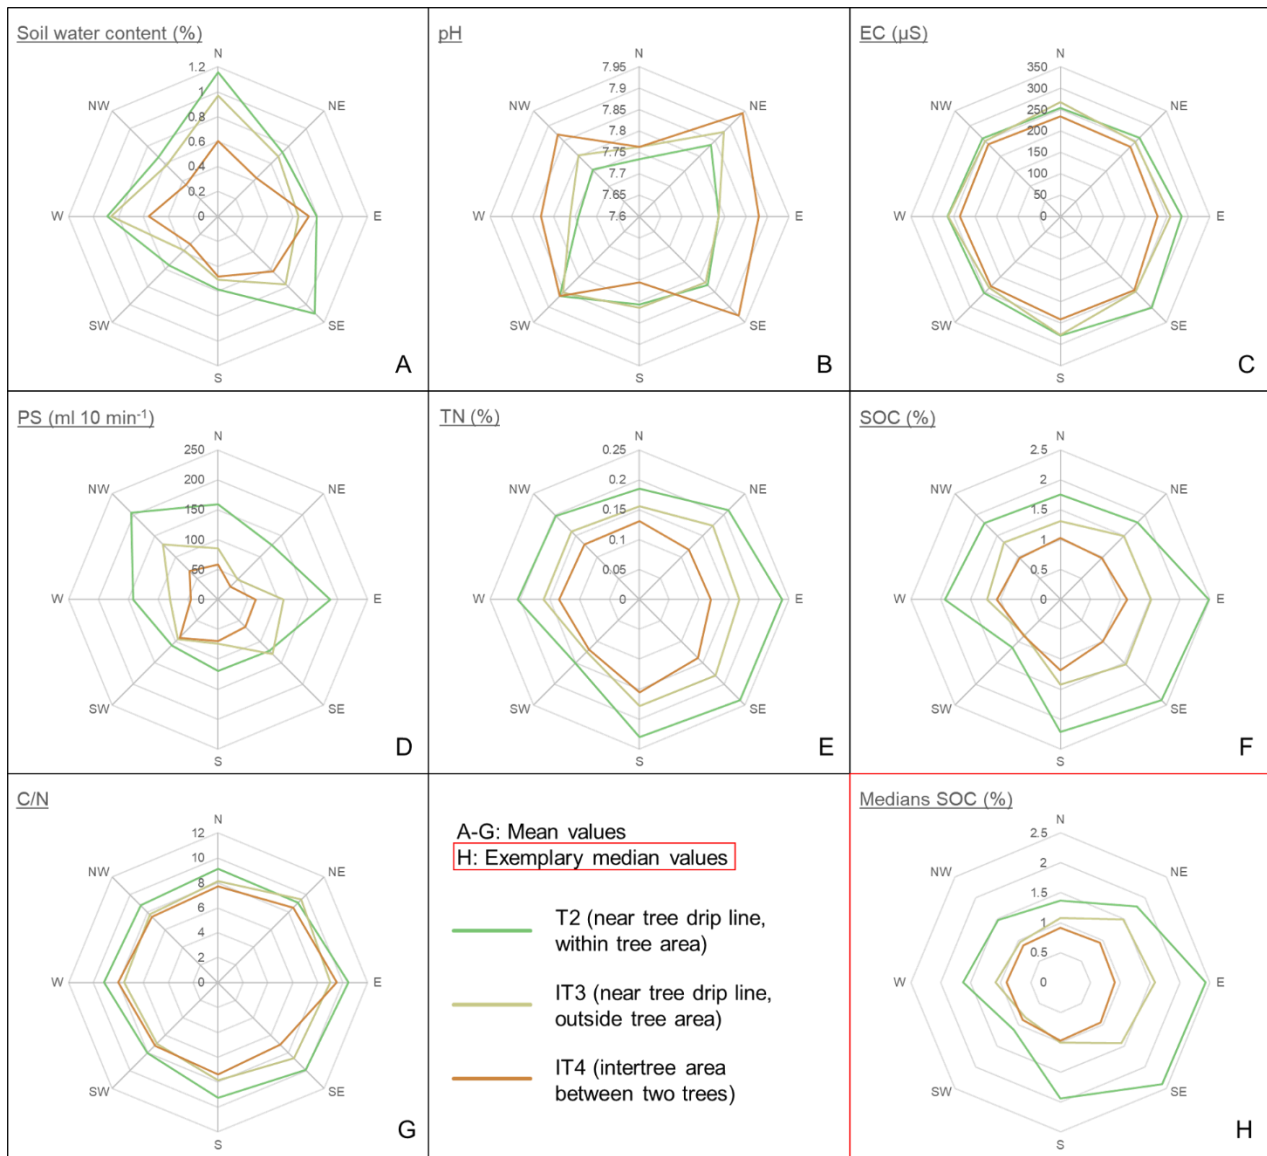 Soil water content (%)
N
1.2
1
0.8
0.6
0.4
0.2
0
NW
NE
W
E
SW
SE
S
A
pH
N
7.95
7.9
7.85
7.8
7.75
7.7
7.65
7.6
NW
NE
W
E
SW
SE
S
B
EC (µS)
N
350
300
250
200
150
100
50
0
NW
NE
W
E
SW
SE
S
C
PS (ml 10 min⁻¹)
N
250
200
150
100
50
0
NW
NE
W
E
SW
SE
S
D
TN (%)
N
0.25
0.2
0.15
0.1
0.05
0
NW
NE
W
E
SW
SE
S
E
SOC (%)
N
2.5
2
1.5
1
0.5
0
NW
NE
W
E
SW
SE
S
F
C/N
N
12
10
8
6
4
2
0
NW
NE
W
E
SW
SE
S
G
A-G: Mean values
H: Exemplary median values
T2 (near tree drip line,
within tree area)
IT3 (near tree drip line,
outside tree area)
IT4 (intertree area
between two trees)
Medians SOC (%)
N
2.5
2
1.5
1
0.5
0
NW
NE
W
E
SW
SE
S
H